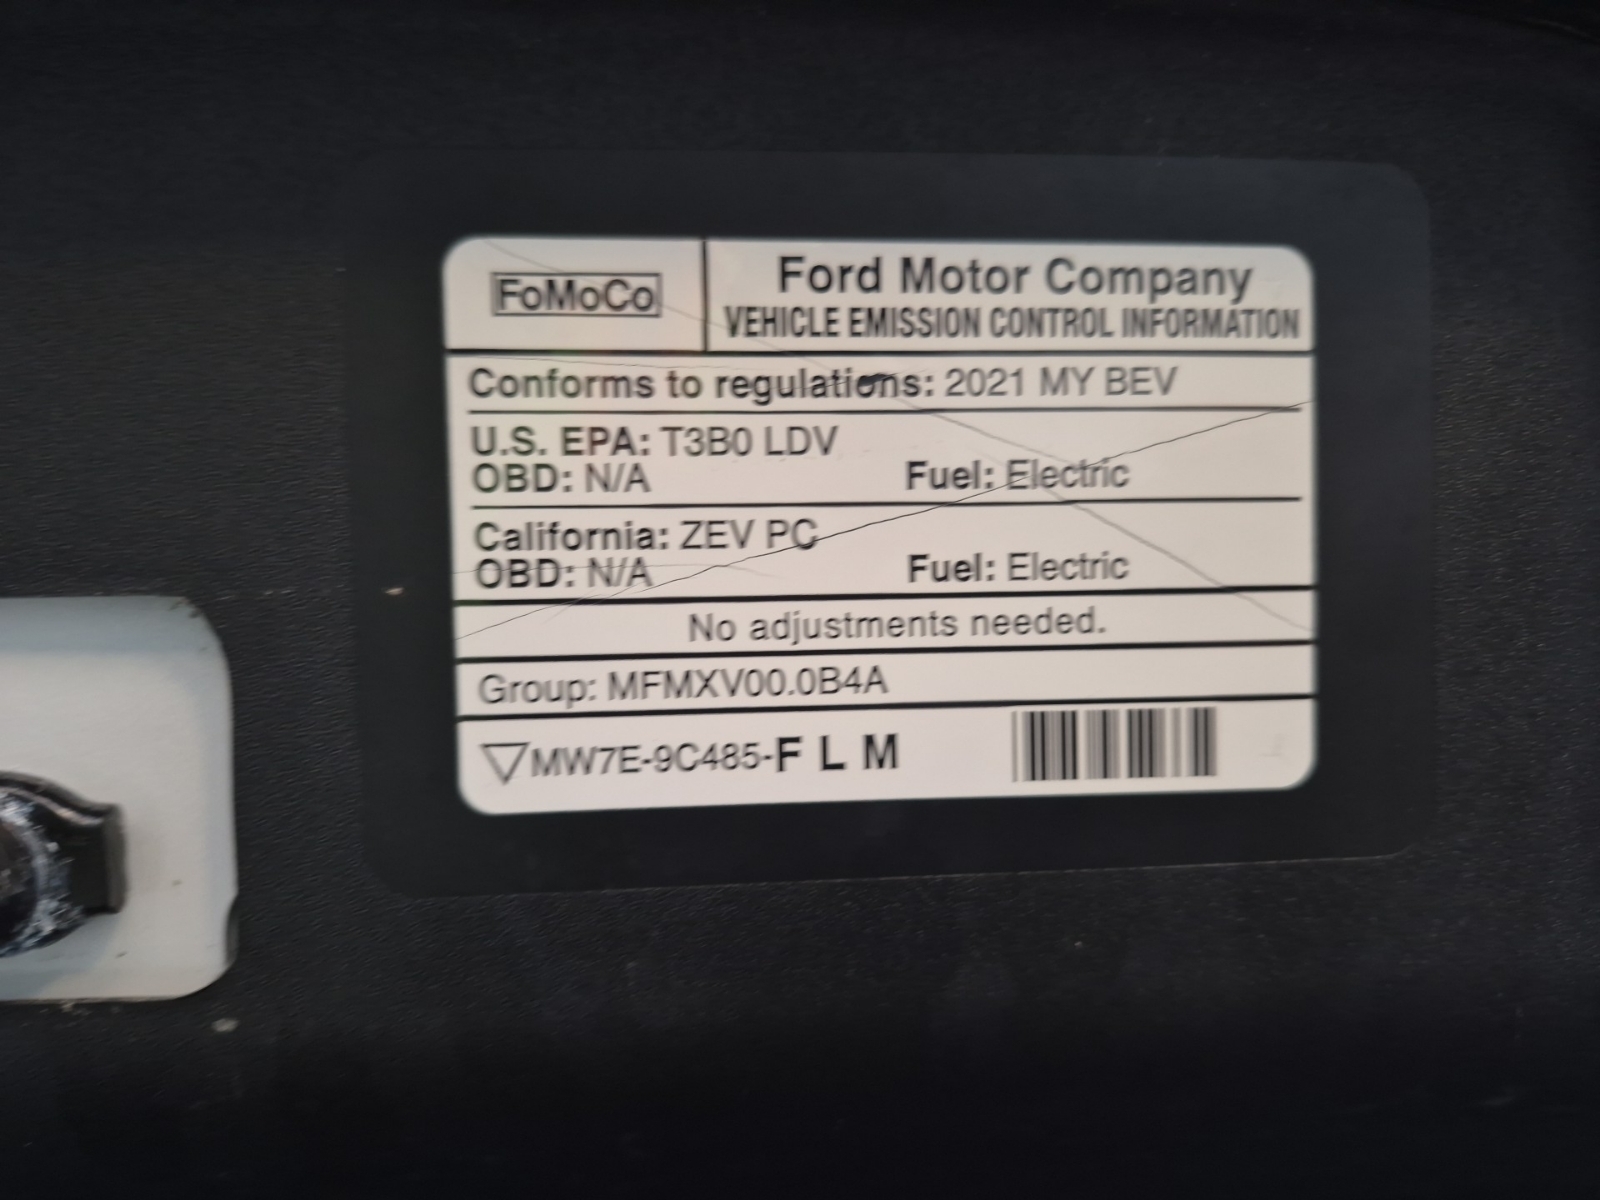 FoMoCo
Ford Motor Company
VEHICLE EMISSION CONTROL INFORMATION
Conforms to regulations: 2021 MY BEV
U.S. EPA: T3B0 LDV
OBD: N/A Fuel: Electric
California: ZEV PC
OBD: N/A Fuel: Electric
No adjustments needed.
Group: MFMXV00.0B4A
▽MW7E-9C485-F L M